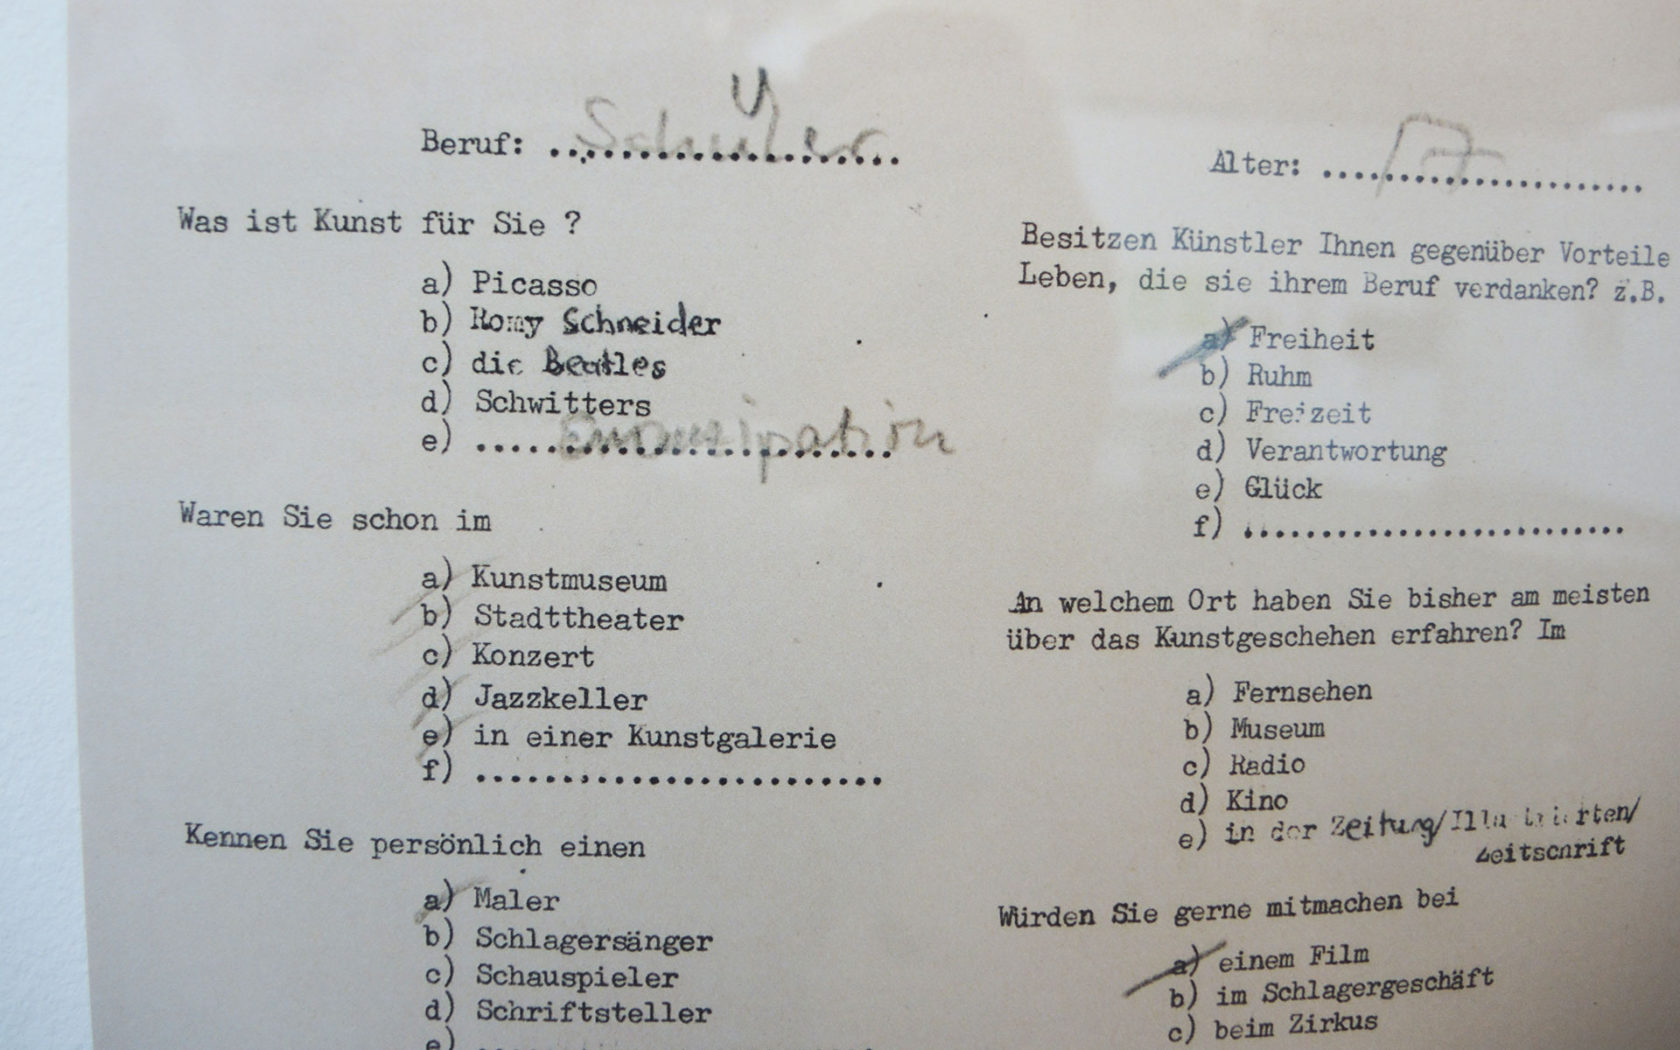 Beruf: ....Schüler....
Was ist Kunst für Sie ?
a) Picasso
b) Romy Schneider
c) die Beatles
d) Schwitters
e) ....Emanzipation
Waren Sie schon im
a) Kunstmuseum
b) Stadttheater
c) Konzert
d) Jazzkeller
e) in einer Kunstgalerie
f) ........................
Kennen Sie persönlich einen
a) Maler
b) Schlagersänger
c) Schauspieler
d) Schriftsteller
e)
Alter: ....17....
Besitzen Künstler Ihnen gegenüber Vorteile
Leben, die sie ihrem Beruf verdanken? z.B.
a) Freiheit
b) Ruhm
c) Freizeit
d) Verantwortung
e) Glück
f) ........................
An welchem Ort haben Sie bisher am meisten
über das Kunstgeschehen erfahren? Im
a) Fernsehen
b) Museum
c) Radio
d) Kino
e) in der Zeitung/Illustrierten/
Zeitschrift
Würden Sie gerne mitmachen bei
a) einem Film
b) im Schlagergeschäft
c) beim Zirkus